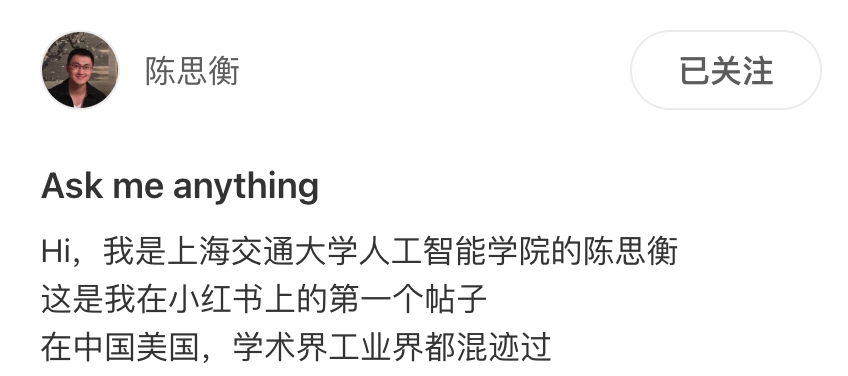 陈思衡
已关注
Ask me anything
Hi，我是上海交通大学人工智能学院的陈思衡
这是我在小红书上的第一个帖子
在中国美国，学术界工业界都混迹过